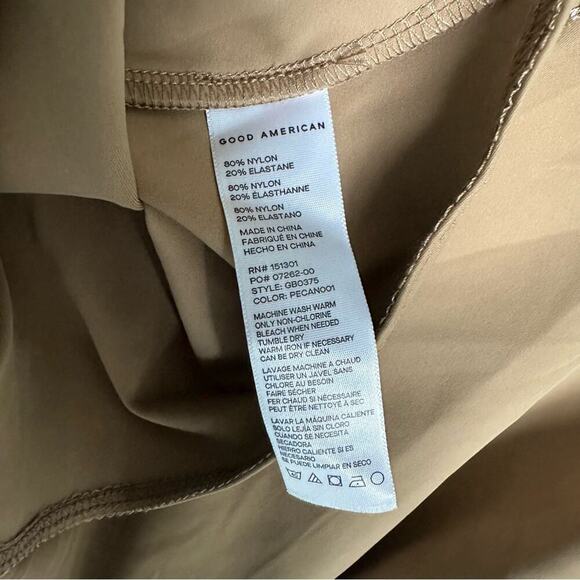 GOOD AMERICAN
80% NYLON
20% ELASTANE
80% NYLON
20% ÉLASTHANNE
80% NYLON
20% ELASTANO
MADE IN CHINA
FABRIQUÉ EN CHINE
HECHO EN CHINA
RN# 151301
PO# 07262-00
STYLE: GB0375
COLOR: PECAN001
MACHINE WASH WARM
ONLY NON-CHLORINE
BLEACH WHEN NEEDED
TUMBLE DRY
WARM IRON IF NECESSARY
CAN BE DRY CLEAN
LAVAGE MACHINE A CHAUD
UTILISER UN JAVEL SANS
CHLORE AU BESOIN
FAIRE SÉCHER
FER CHAUD SI NÉCESSAIRE
PEUT ÊTRE NETTOYÉ À SEC
LAVAR LA MÁQUINA CALIENTE
SOLO LEJÍA SIN CLORO
CUANDO SE NECESITA
SECADORA
HIERRO CALIENTE SI ES
NECESARIO
SE PUEDE LIMPIAR EN SECO